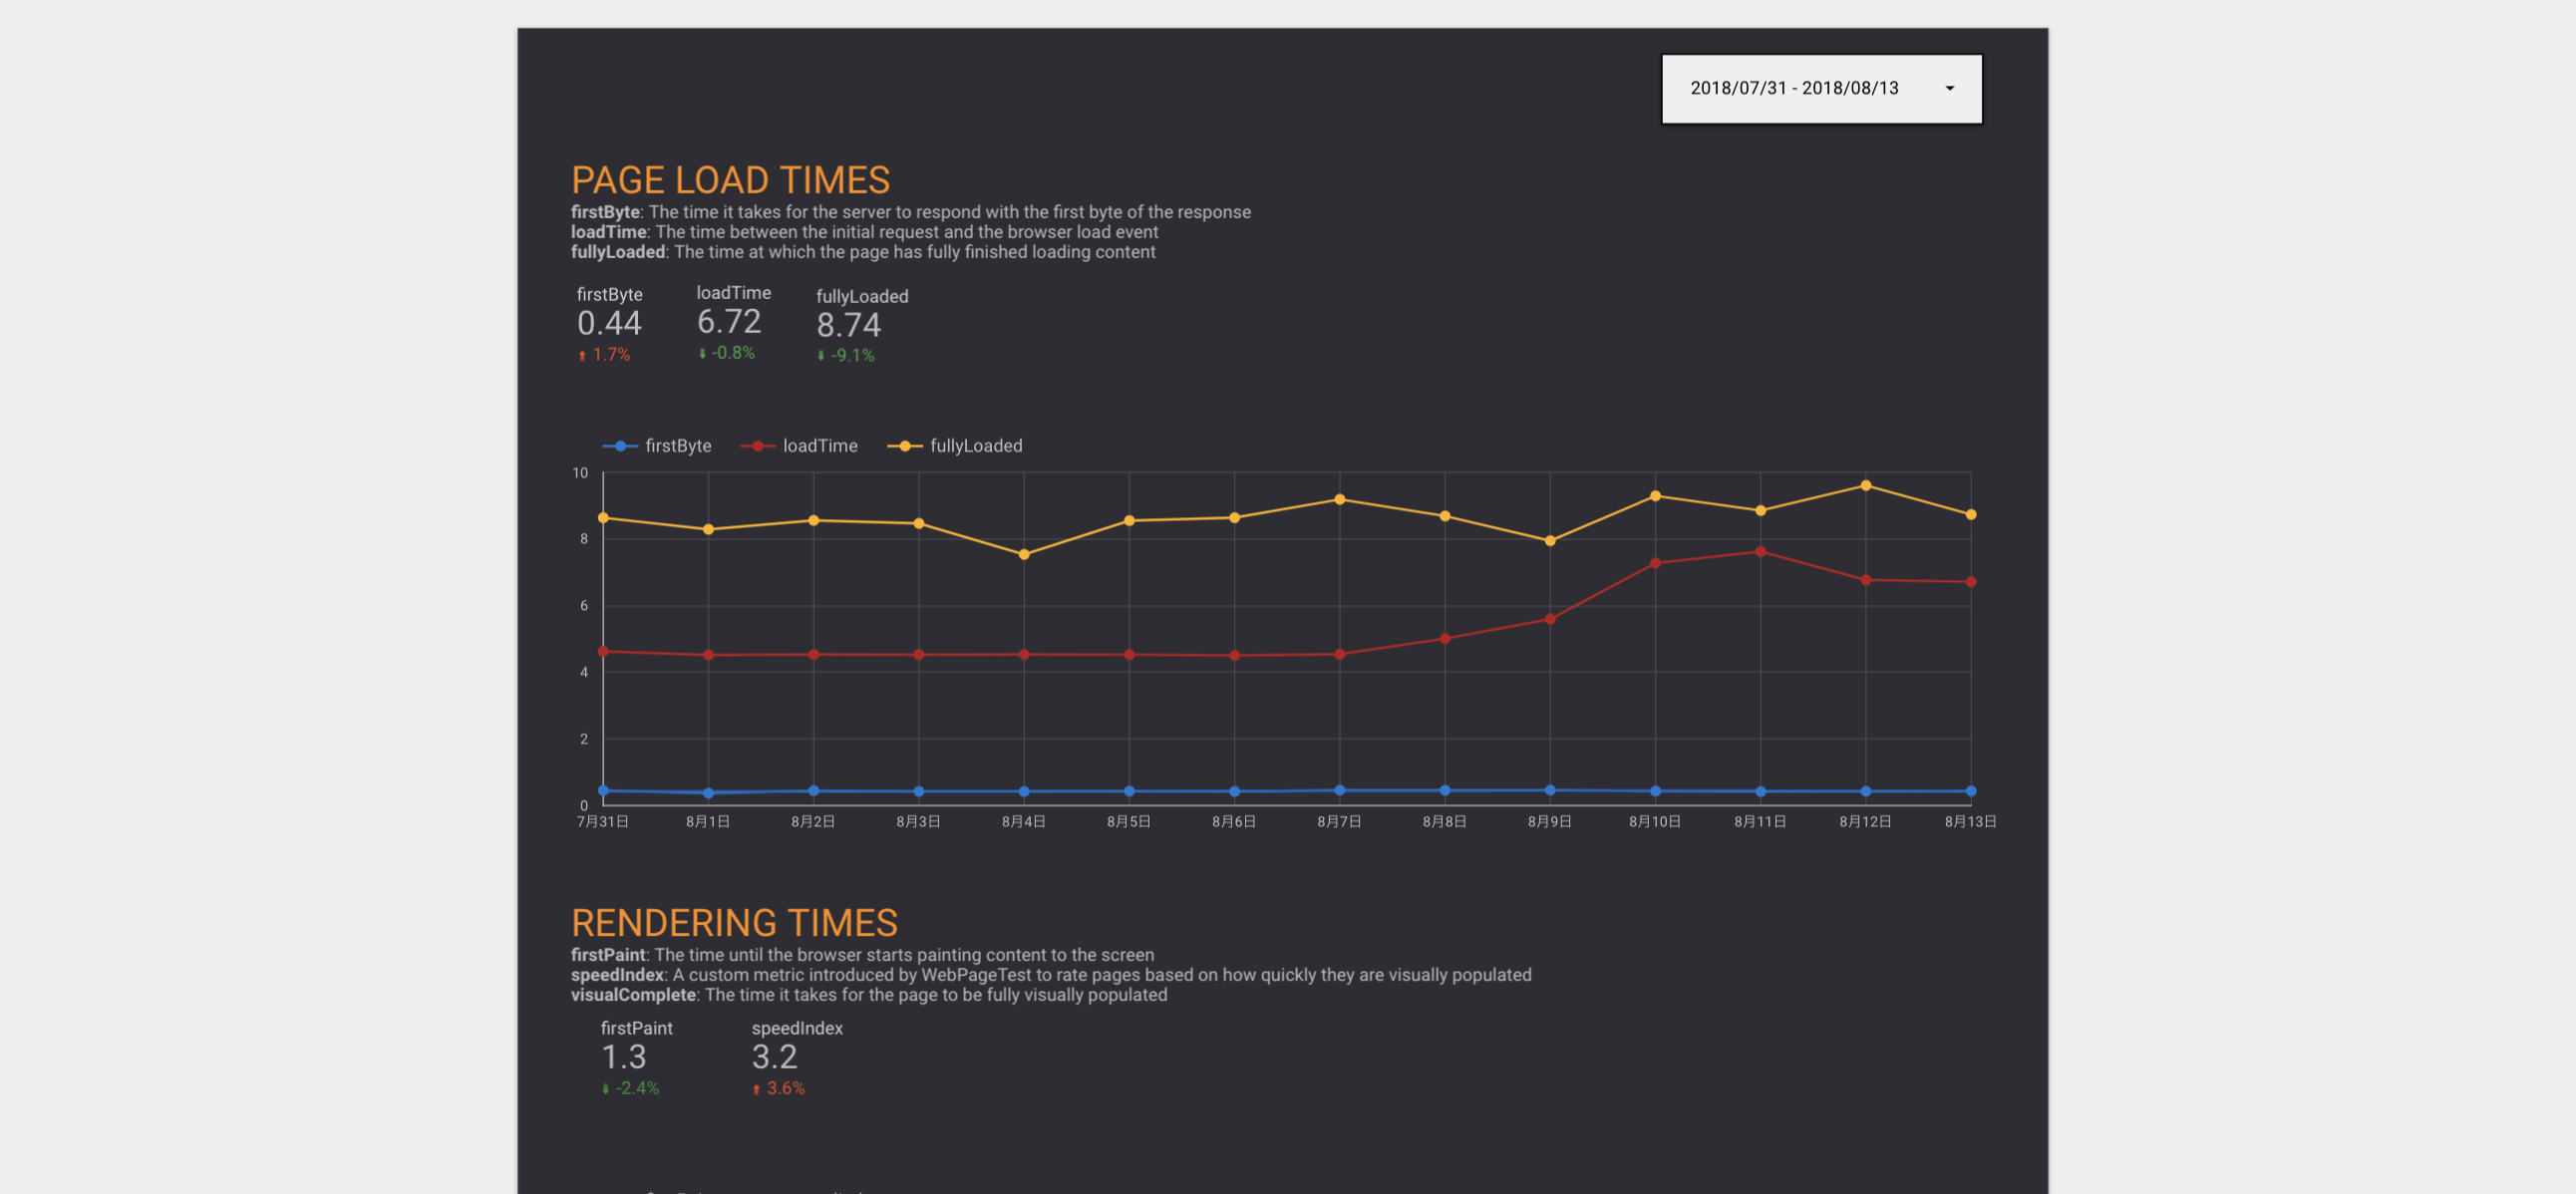 2018/07/31 - 2018/08/13
PAGE LOAD TIMES
firstByte: The time it takes for the server to respond with the first byte of the response
loadTime: The time between the initial request and the browser load event
fullyLoaded: The time at which the page has fully finished loading content
firstByte loadTime fullyLoaded
0.44 6.72 8.74
1.7% -0.8% -9.1%
firstByte loadTime fullyLoaded
10
8
6
4
2
0
7月31日 8月1日 8月2日 8月3日 8月4日 8月5日 8月6日 8月7日 8月8日 8月9日 8月10日 8月11日 8月12日 8月13日
RENDERING TIMES
firstPaint: The time until the browser starts painting content to the screen
speedIndex: A custom metric introduced by WebPageTest to rate pages based on how quickly they are visually populated
visualComplete: The time it takes for the page to be fully visually populated
firstPaint speedIndex
1.3 3.2
-2.4% 3.6%